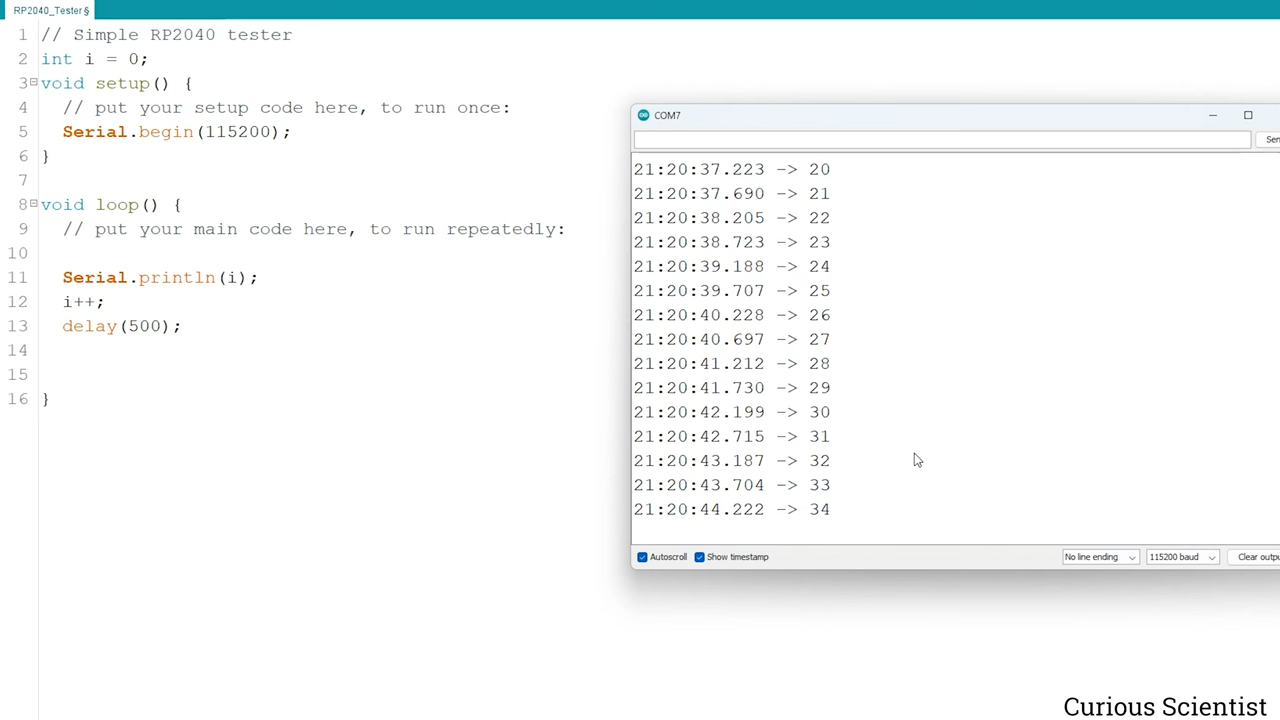 RP2040_Tester §
1 // Simple RP2040 tester
2 int i = 0;
3 void setup() {
4 // put your setup code here, to run once:
5 Serial.begin(115200);
6 }
7
8 void loop() {
9 // put your main code here, to run repeatedly:
10
11 Serial.println(i);
12 i++;
13 delay(500);
14
15
16 }
COM7
Sen
21:20:37.223 -> 20
21:20:37.690 -> 21
21:20:38.205 -> 22
21:20:38.723 -> 23
21:20:39.188 -> 24
21:20:39.707 -> 25
21:20:40.228 -> 26
21:20:40.697 -> 27
21:20:41.212 -> 28
21:20:41.730 -> 29
21:20:42.199 -> 30
21:20:42.715 -> 31
21:20:43.187 -> 32
21:20:43.704 -> 33
21:20:44.222 -> 34
Autoscroll Show timestamp No line ending 115200 baud Clear outpu
Curious Scientist